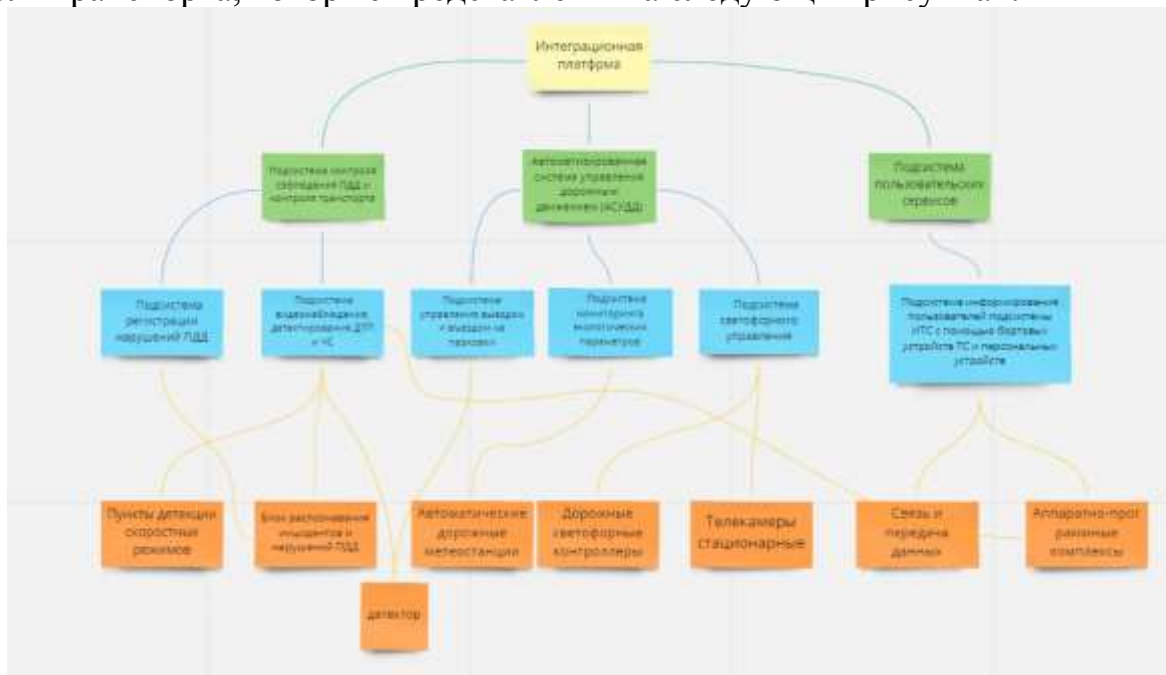 Интеграционная
платфрма
Подсистема контроля
соблюдения ПДД и
контроля транспорта
Автоматизированная
система управления
дорожным
движением (АСУДД)
Подсистема
пользовательских
сервисов
Подсистема
регистрации
нарушений ПДД
Подсистема
видеонаблюдения,
детектирования ДТП
и ЧС
Подсистема
управления въездом
и выездом на
парковки
Подсистема
мониторинга
экологических
параметров
Подсистема
светофорного
управления
Подсистема информирования
пользователей подсистемы
ИТС с помощью бортовых
устройств ТС и персональных
устройств
Пункты детекции
скоростных
режимов
Блок распознавания
инцидентов и
нарушений ПДД
Автоматические
дорожные
метеостанции
Дорожные
светофорные
контроллеры
Телекамеры
стационарные
Связь и
передача
данных
Аппаратно-прог
раммные
комплексы
детектор